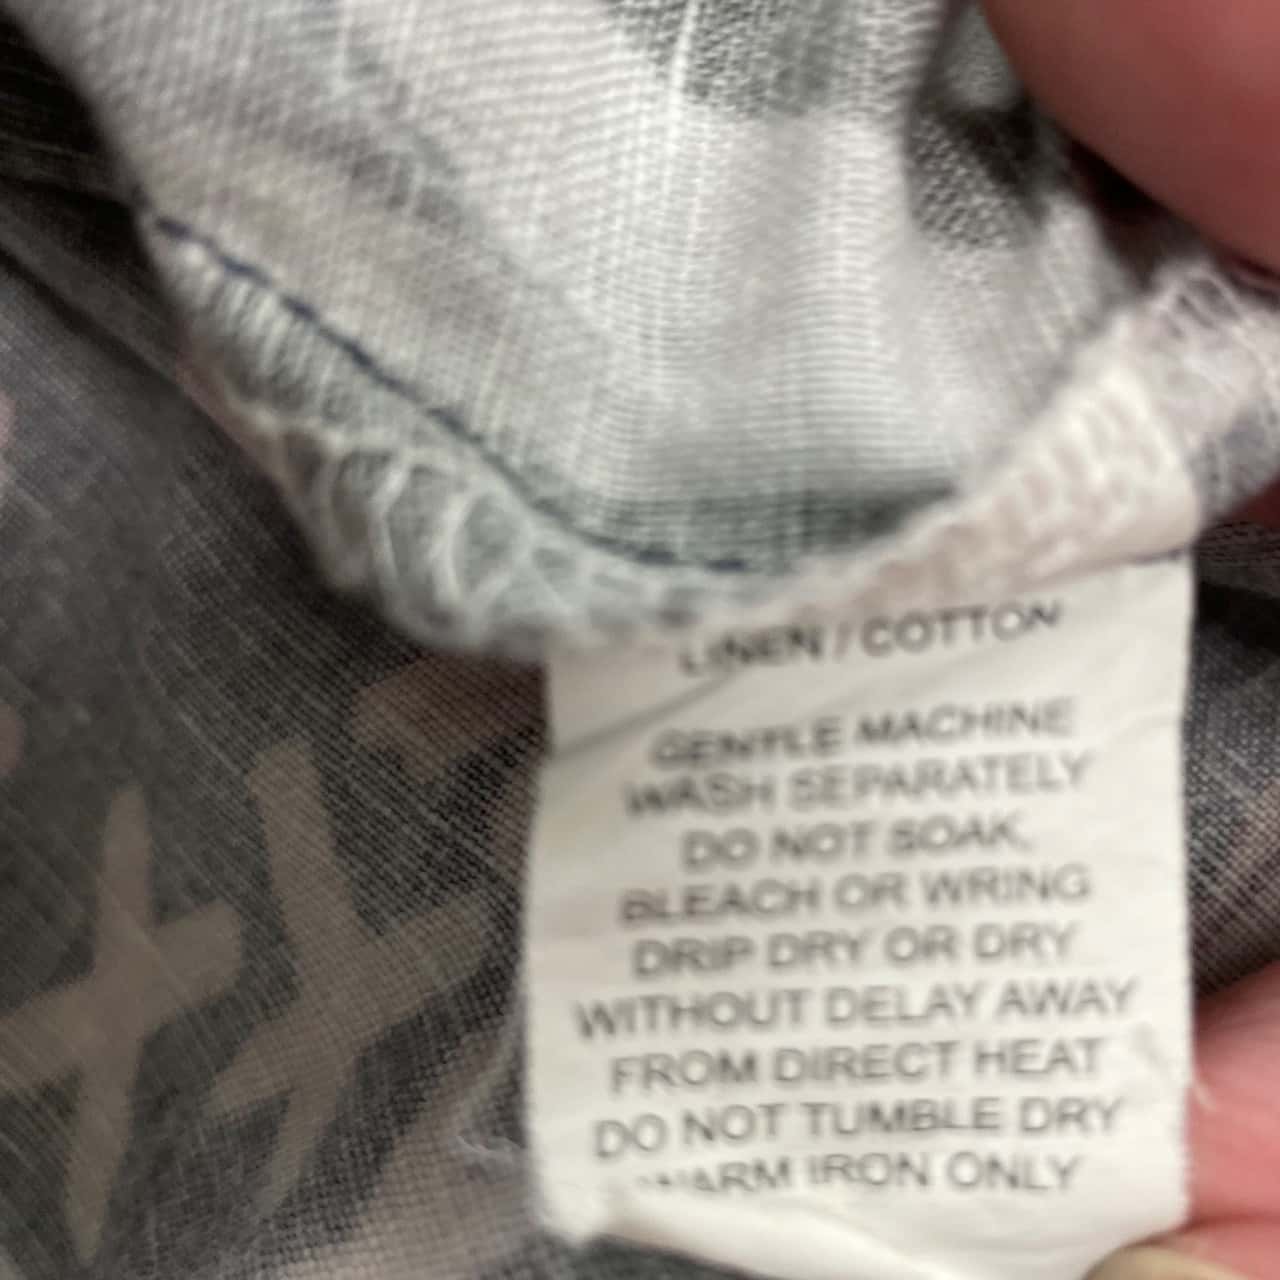 LINEN / COTTON
GENTLE MACHINE
WASH SEPARATELY
DO NOT SOAK,
BLEACH OR WRING
DRIP DRY OR DRY
WITHOUT DELAY AWAY
FROM DIRECT HEAT
DO NOT TUMBLE DRY
WARM IRON ONLY